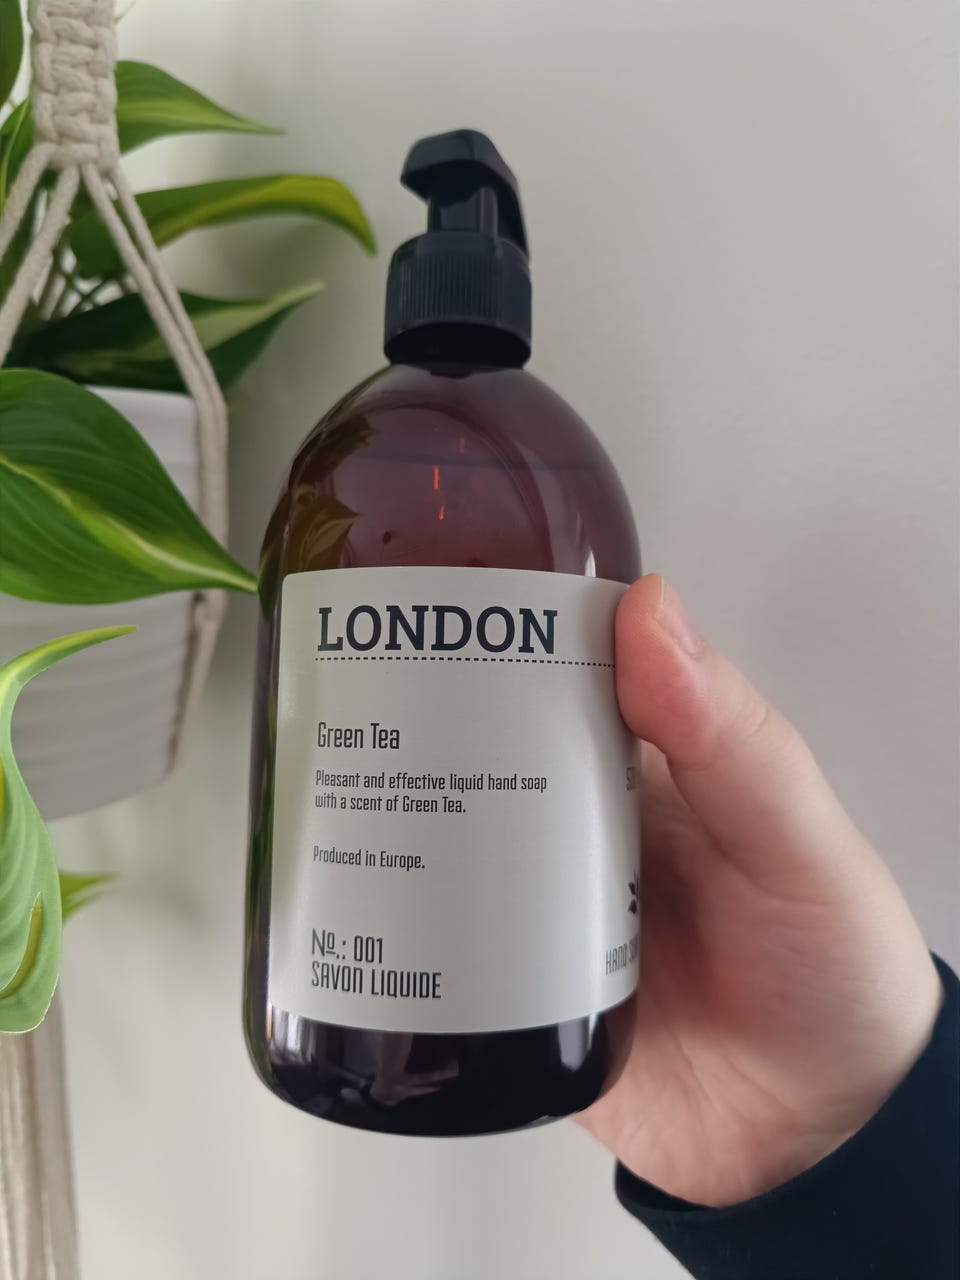 LONDON
Green Tea
Pleasant and effective liquid hand soap
with a scent of Green Tea.
Produced in Europe.
Nº.: 001
SAVON LIQUIDE
HAND